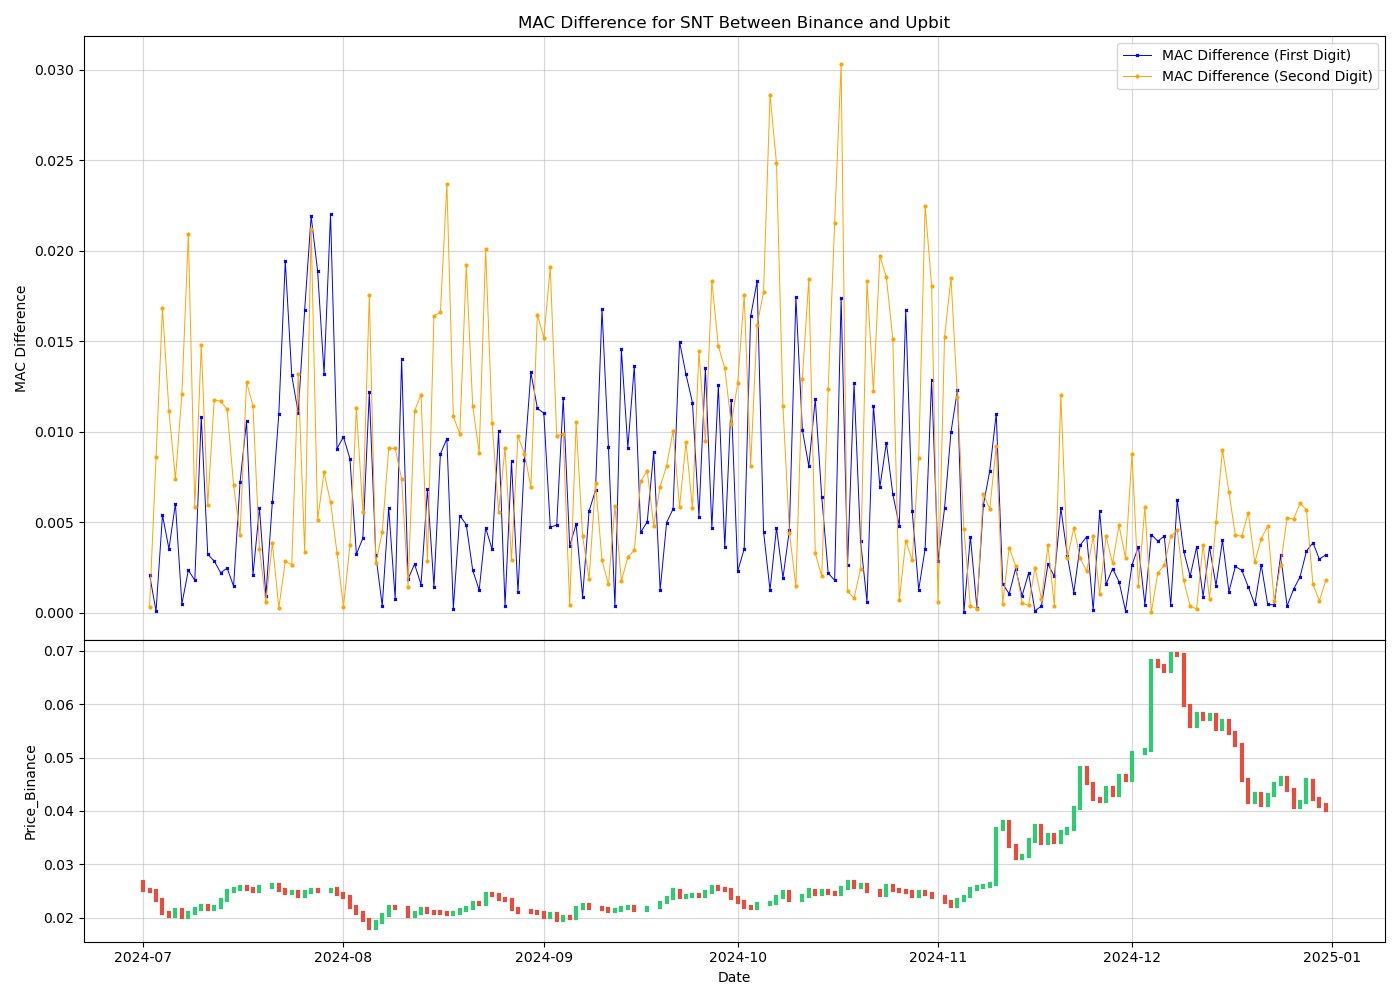 MAC Difference for SNT Between Binance and Upbit
MAC Difference (First Digit)
MAC Difference (Second Digit)
MAC Difference
0.030
0.025
0.020
0.015
0.010
0.005
0.000
Price_Binance
0.07
0.06
0.05
0.04
0.03
0.02
2024-07 2024-08 2024-09 2024-10 2024-11 2024-12 2025-01
Date